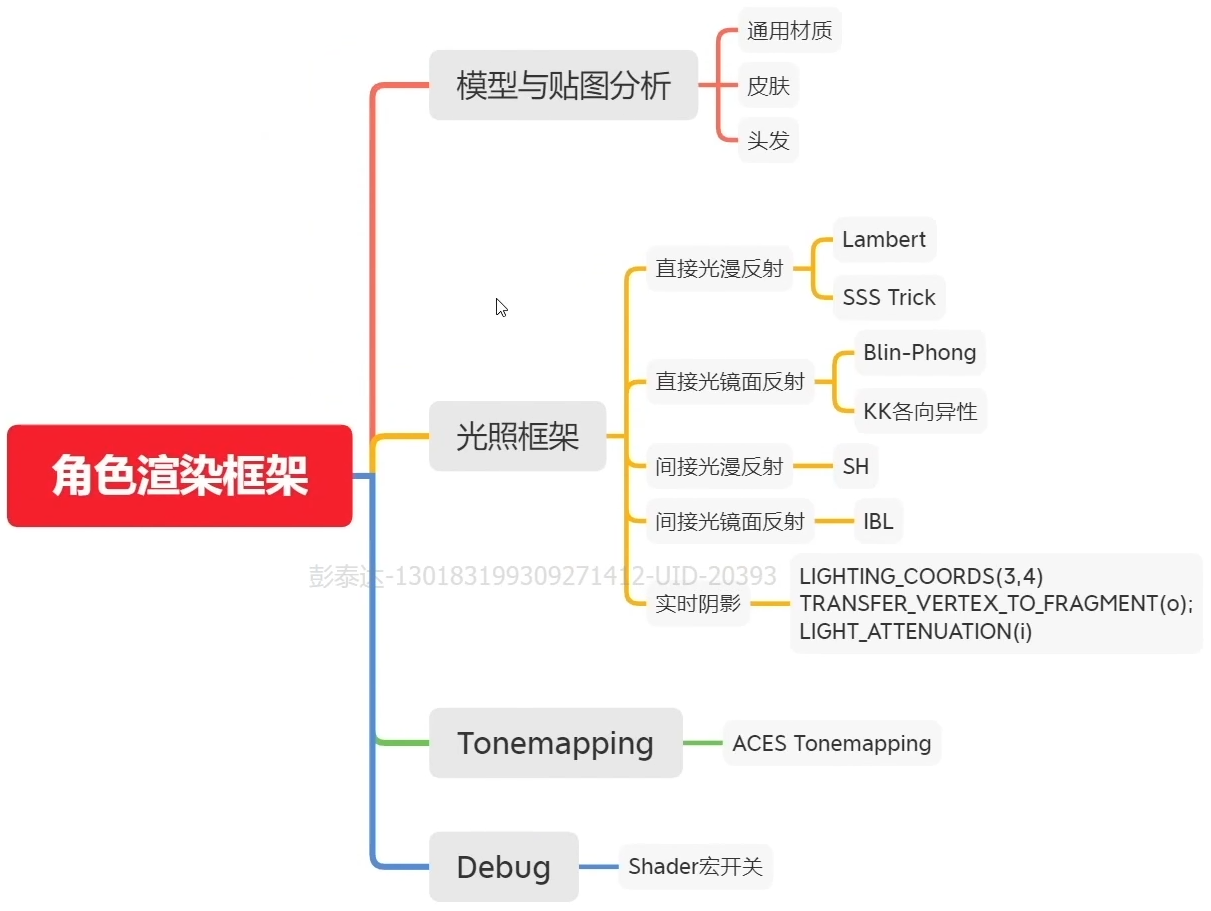 通用材质
模型与贴图分析
皮肤
头发
Lambert
直接光漫反射
SSS Trick
Blin-Phong
直接光镜面反射
KK各向异性
光照框架
间接光漫反射
SH
角色渲染框架
间接光镜面反射
IBL
彭泰达-130183199309271412-UID-20393
实时阴影
LIGHTING_COORDS(3,4)
TRANSFER_VERTEX_TO_FRAGMENT(o);
LIGHT_ATTENUATION(i)
Tonemapping
ACES Tonemapping
Debug
Shader宏开关